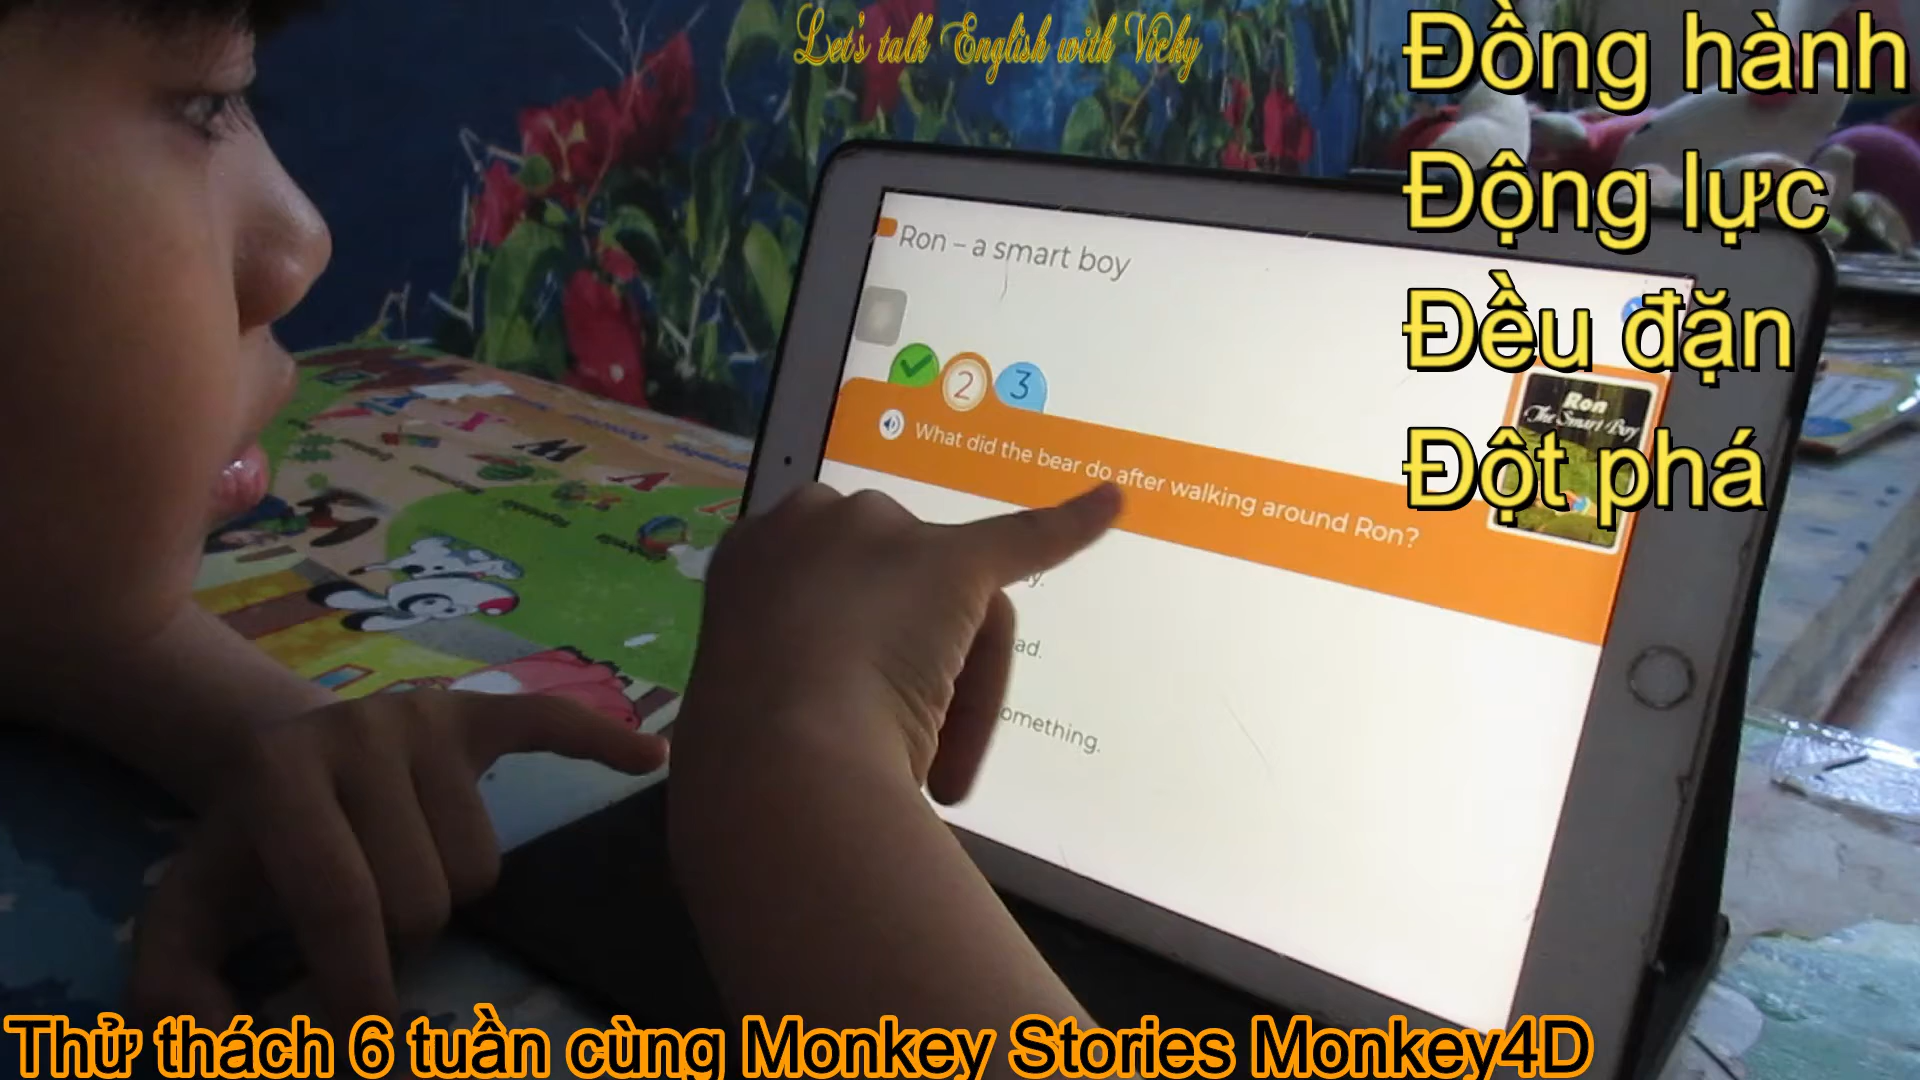 Let's talk English with Vicky
Đồng hành
Động lực
Đều đặn
Đột phá
Ron – a smart boy
2
3
Ron
The Smart Boy
What did the bear do after walking around Ron?
omething.
Thử thách 6 tuần cùng Monkey Stories Monkey4D